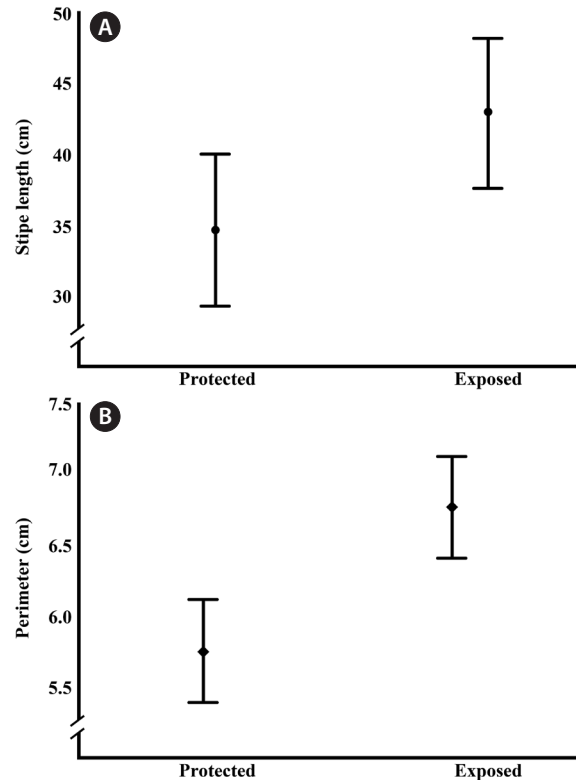 A
50
45
40
35
30
Stipe length (cm)
Protected Exposed
B
7.5
7.0
6.5
6.0
5.5
Perimeter (cm)
Protected Exposed